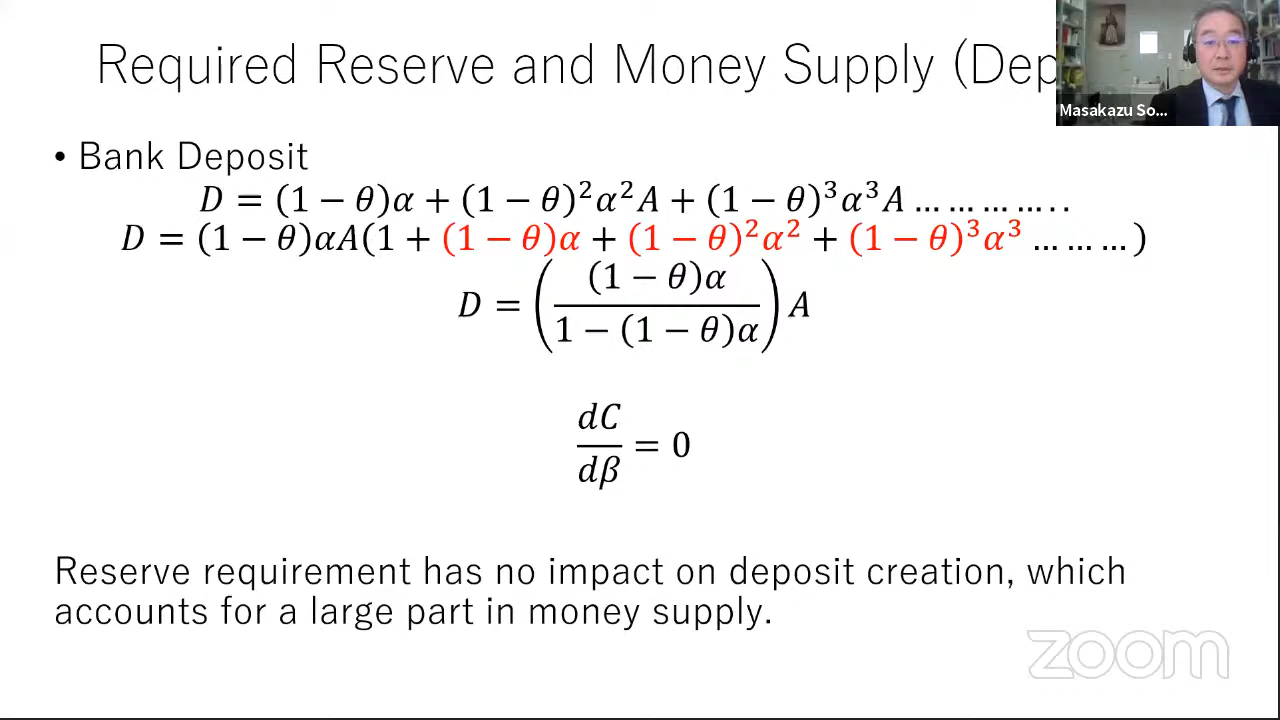 Required Reserve and Money Supply (Dep
Masakazu So...
• Bank Deposit
D = (1 − θ)α + (1 − θ)²α²A + (1 − θ)³α³A … … … … . .
D = (1 − θ)αA(1 + (1 − θ)α + (1 − θ)²α² + (1 − θ)³α³ … … … )
D = ( (1 − θ)α / 1 − (1 − θ)α ) A
dC / dβ = 0
Reserve requirement has no impact on deposit creation, which
accounts for a large part in money supply.
zoom